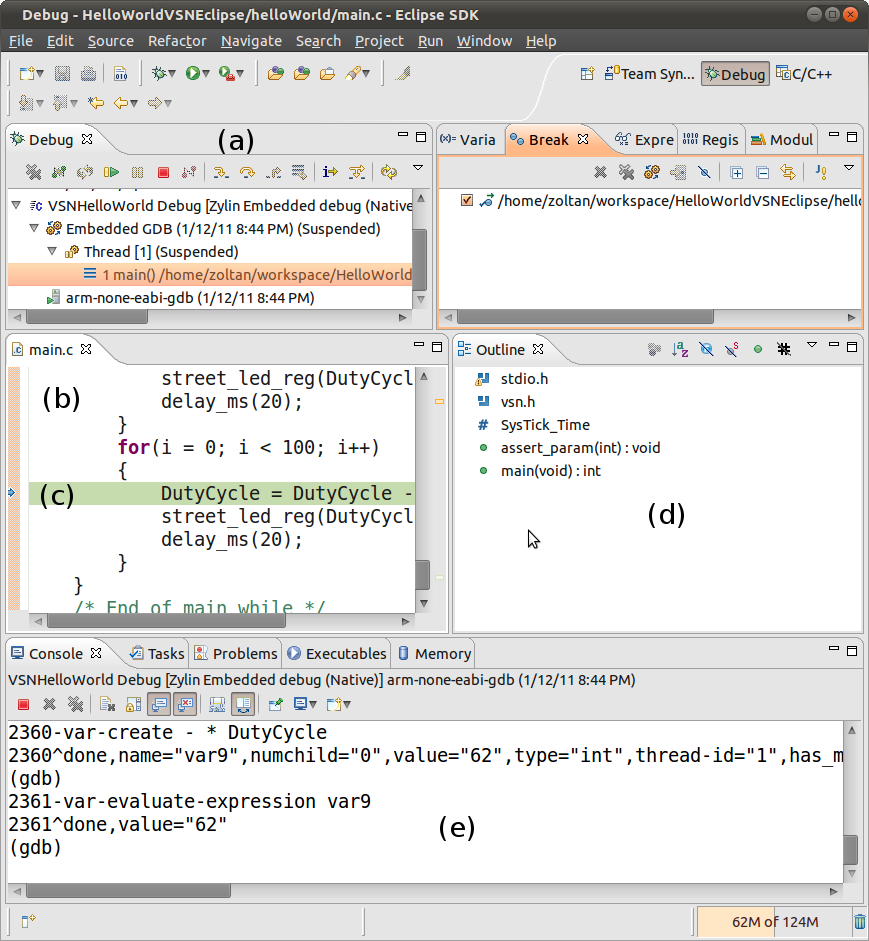 Debug - HelloWorldVSNEclipse/helloWorld/main.c - Eclipse SDK
File Edit Source Refactor Navigate Search Project Run Window Help
Team Syn... Debug C/C++
Debug (a)
VSNHelloWorld Debug [Zylin Embedded debug (Native
Embedded GDB (1/12/11 8:44 PM) (Suspended)
Thread [1] (Suspended)
1 main() /home/zoltan/workspace/HelloWorld
arm-none-eabi-gdb (1/12/11 8:44 PM)
(x)= Varia Break Expre 1010 0101 Regis Modul
/home/zoltan/workspace/HelloWorldVSNEclipse/hello
main.c
street_led_reg(DutyCycl
(b) delay_ms(20);
}
for(i = 0; i < 100; i++)
{
(c) DutyCycle = DutyCycle -
street_led_reg(DutyCycl
delay_ms(20);
}
}
/* End of main while */
Outline
stdio.h
vsn.h
# SysTick_Time
assert_param(int) : void
main(void) : int
(d)
Console Tasks Problems Executables Memory
VSNHelloWorld Debug [Zylin Embedded debug (Native)] arm-none-eabi-gdb (1/12/11 8:44 PM)
2360-var-create - * DutyCycle
2360^done,name="var9",numchild="0",value="62",type="int",thread-id="1",has_m
(gdb)
2361-var-evaluate-expression var9
2361^done,value="62"
(gdb)
(e)
62M of 124M